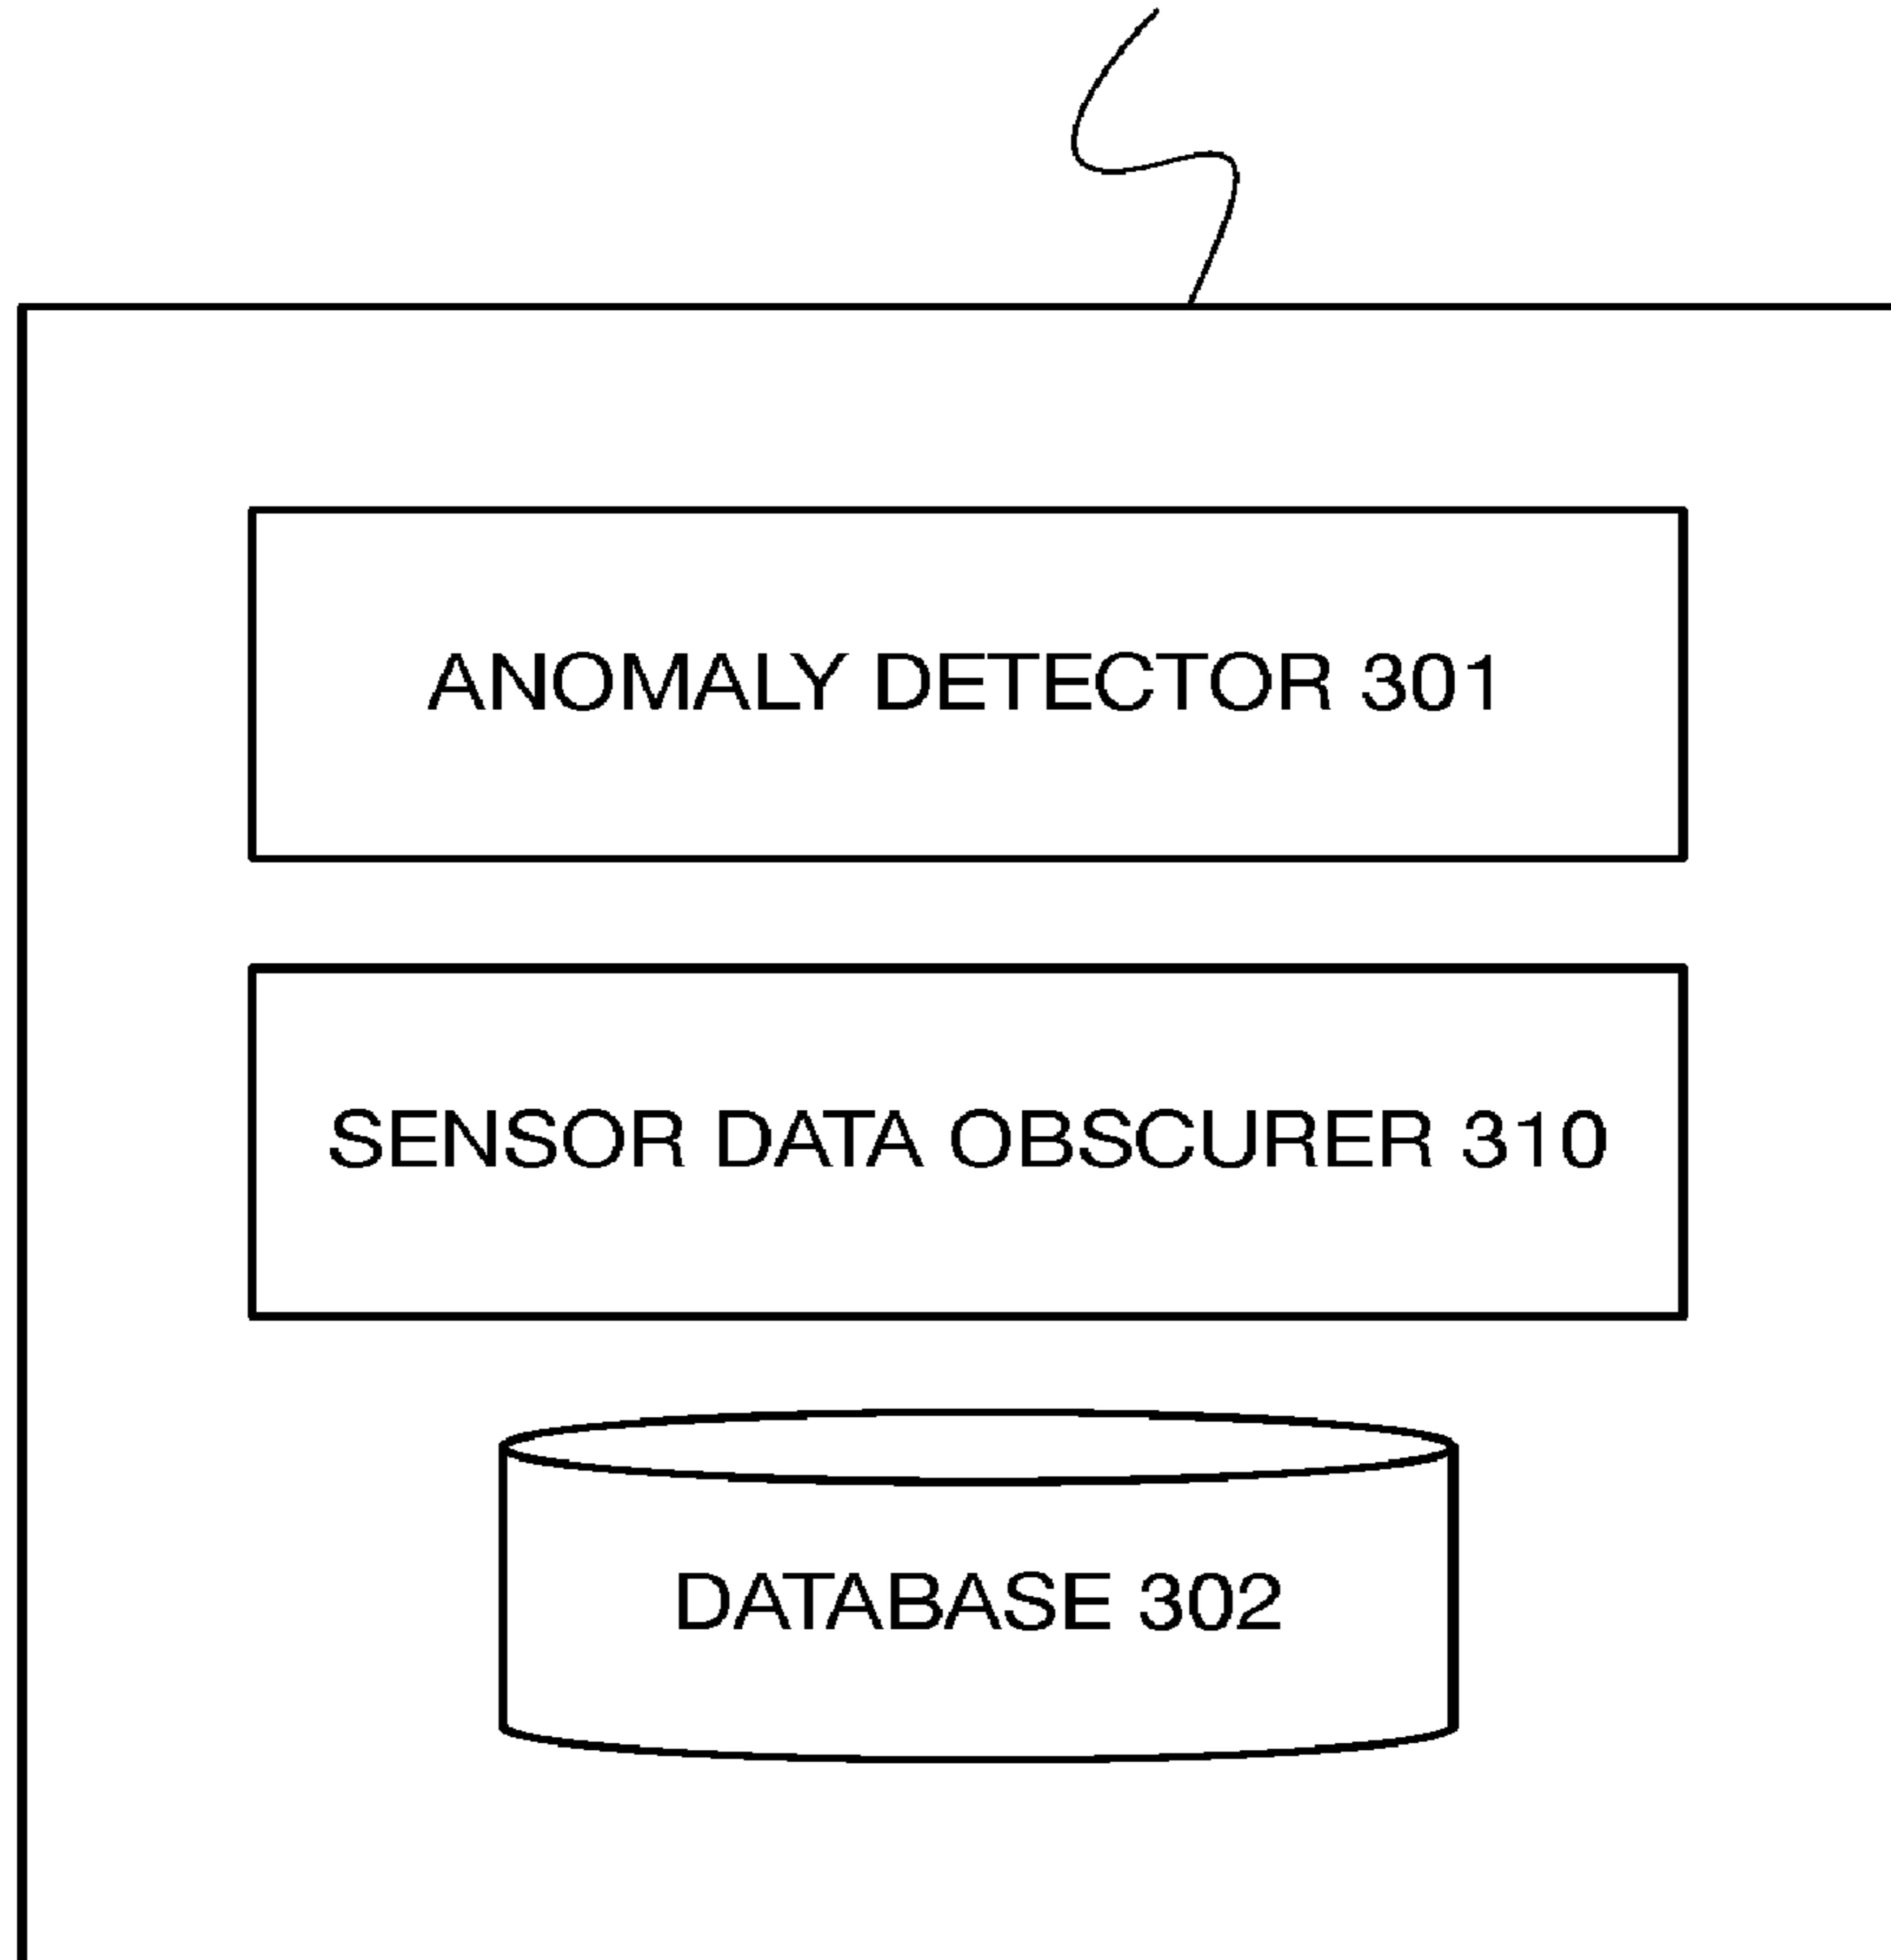 ANOMALY DETECTOR 301
SENSOR DATA OBSCURER 310
DATABASE 302